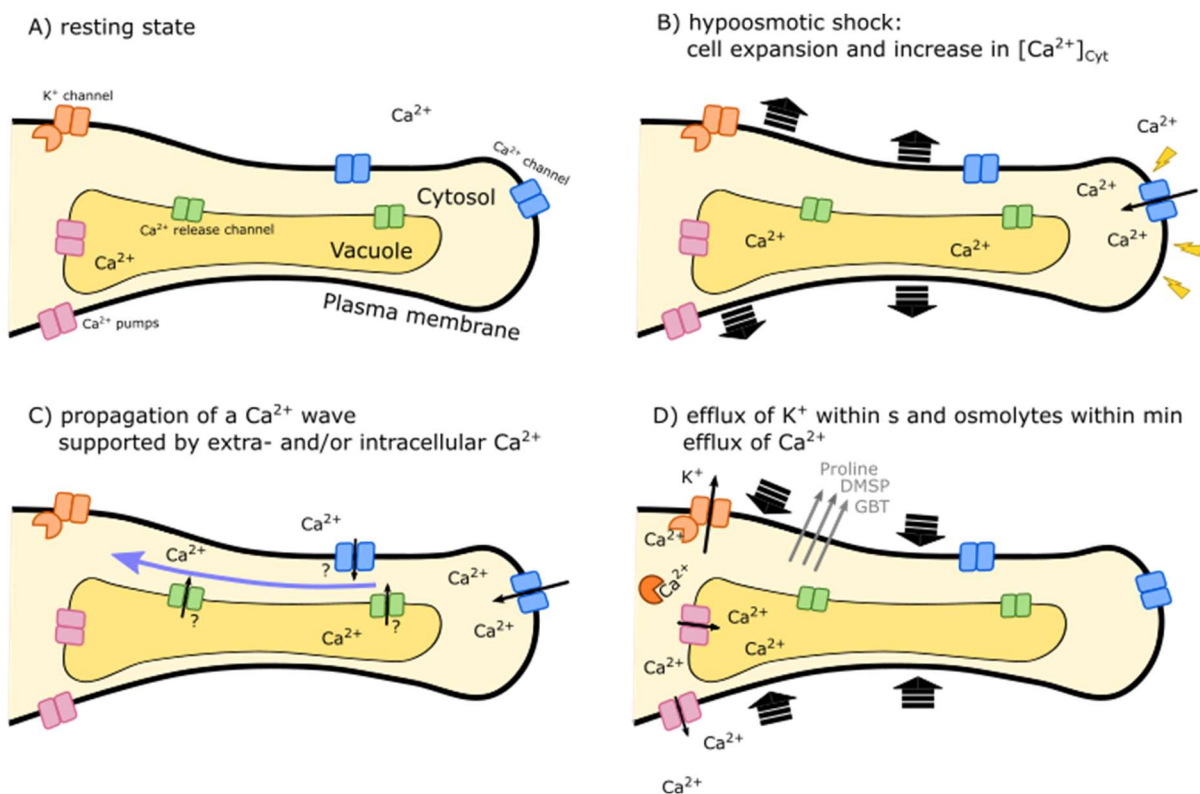 A) resting state
K⁺ channel
Ca²⁺
Ca²⁺ channel
Cytosol
Ca²⁺ release channel
Vacuole
Ca²⁺
Plasma membrane
Ca²⁺ pumps
B) hypoosmotic shock:
cell expansion and increase in [Ca²⁺]Cyt
Ca²⁺
Ca²⁺
Ca²⁺
Ca²⁺
Ca²⁺
C) propagation of a Ca²⁺ wave
supported by extra- and/or intracellular Ca²⁺
Ca²⁺
Ca²⁺
?
Ca²⁺
?
?
Ca²⁺
Ca²⁺
D) efflux of K⁺ within s and osmolytes within min
efflux of Ca²⁺
K⁺
Proline
DMSP
GBT
Ca²⁺
Ca²⁺
Ca²⁺
Ca²⁺
Ca²⁺
Ca²⁺
Ca²⁺